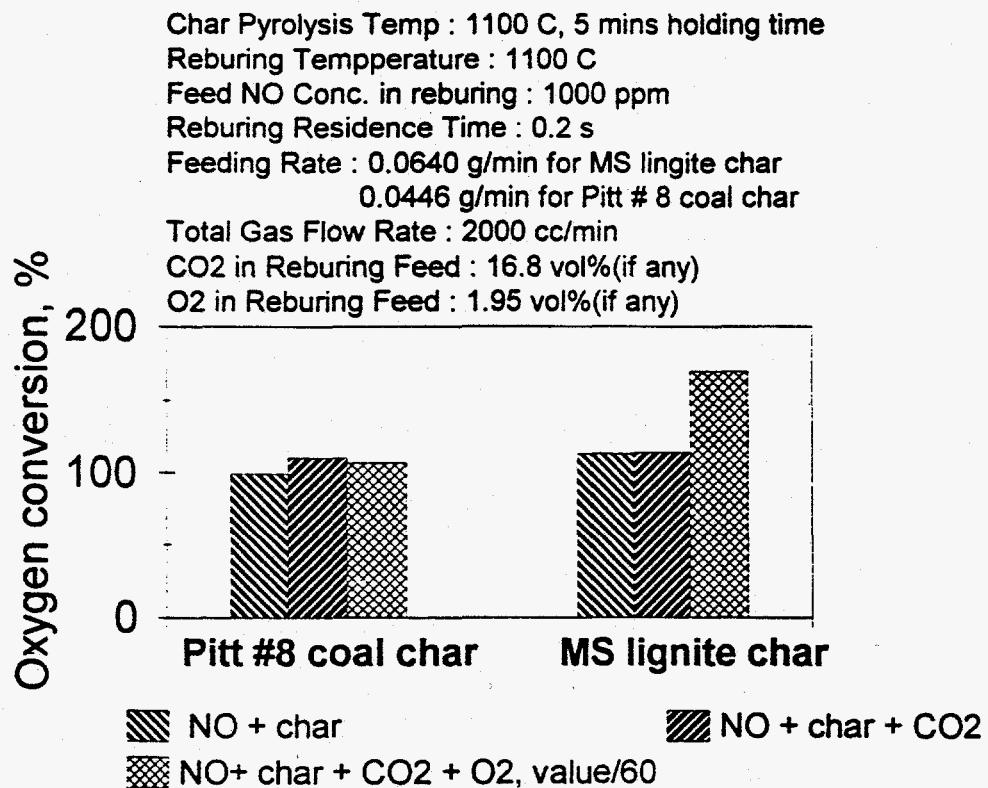 Char Pyrolysis Temp : 1100 C, 5 mins holding time
Reburing Tempperature : 1100 C
Feed NO Conc. in reburing : 1000 ppm
Reburing Residence Time : 0.2 s
Feeding Rate : 0.0640 g/min for MS lingite char
0.0446 g/min for Pitt # 8 coal char
Total Gas Flow Rate : 2000 cc/min
CO2 in Reburing Feed : 16.8 vol%(if any)
O2 in Reburing Feed : 1.95 vol%(if any)
Oxygen conversion, %
200
100
0
Pitt #8 coal char MS lignite char
NO + char NO + char + CO2
NO+ char + CO2 + O2, value/60